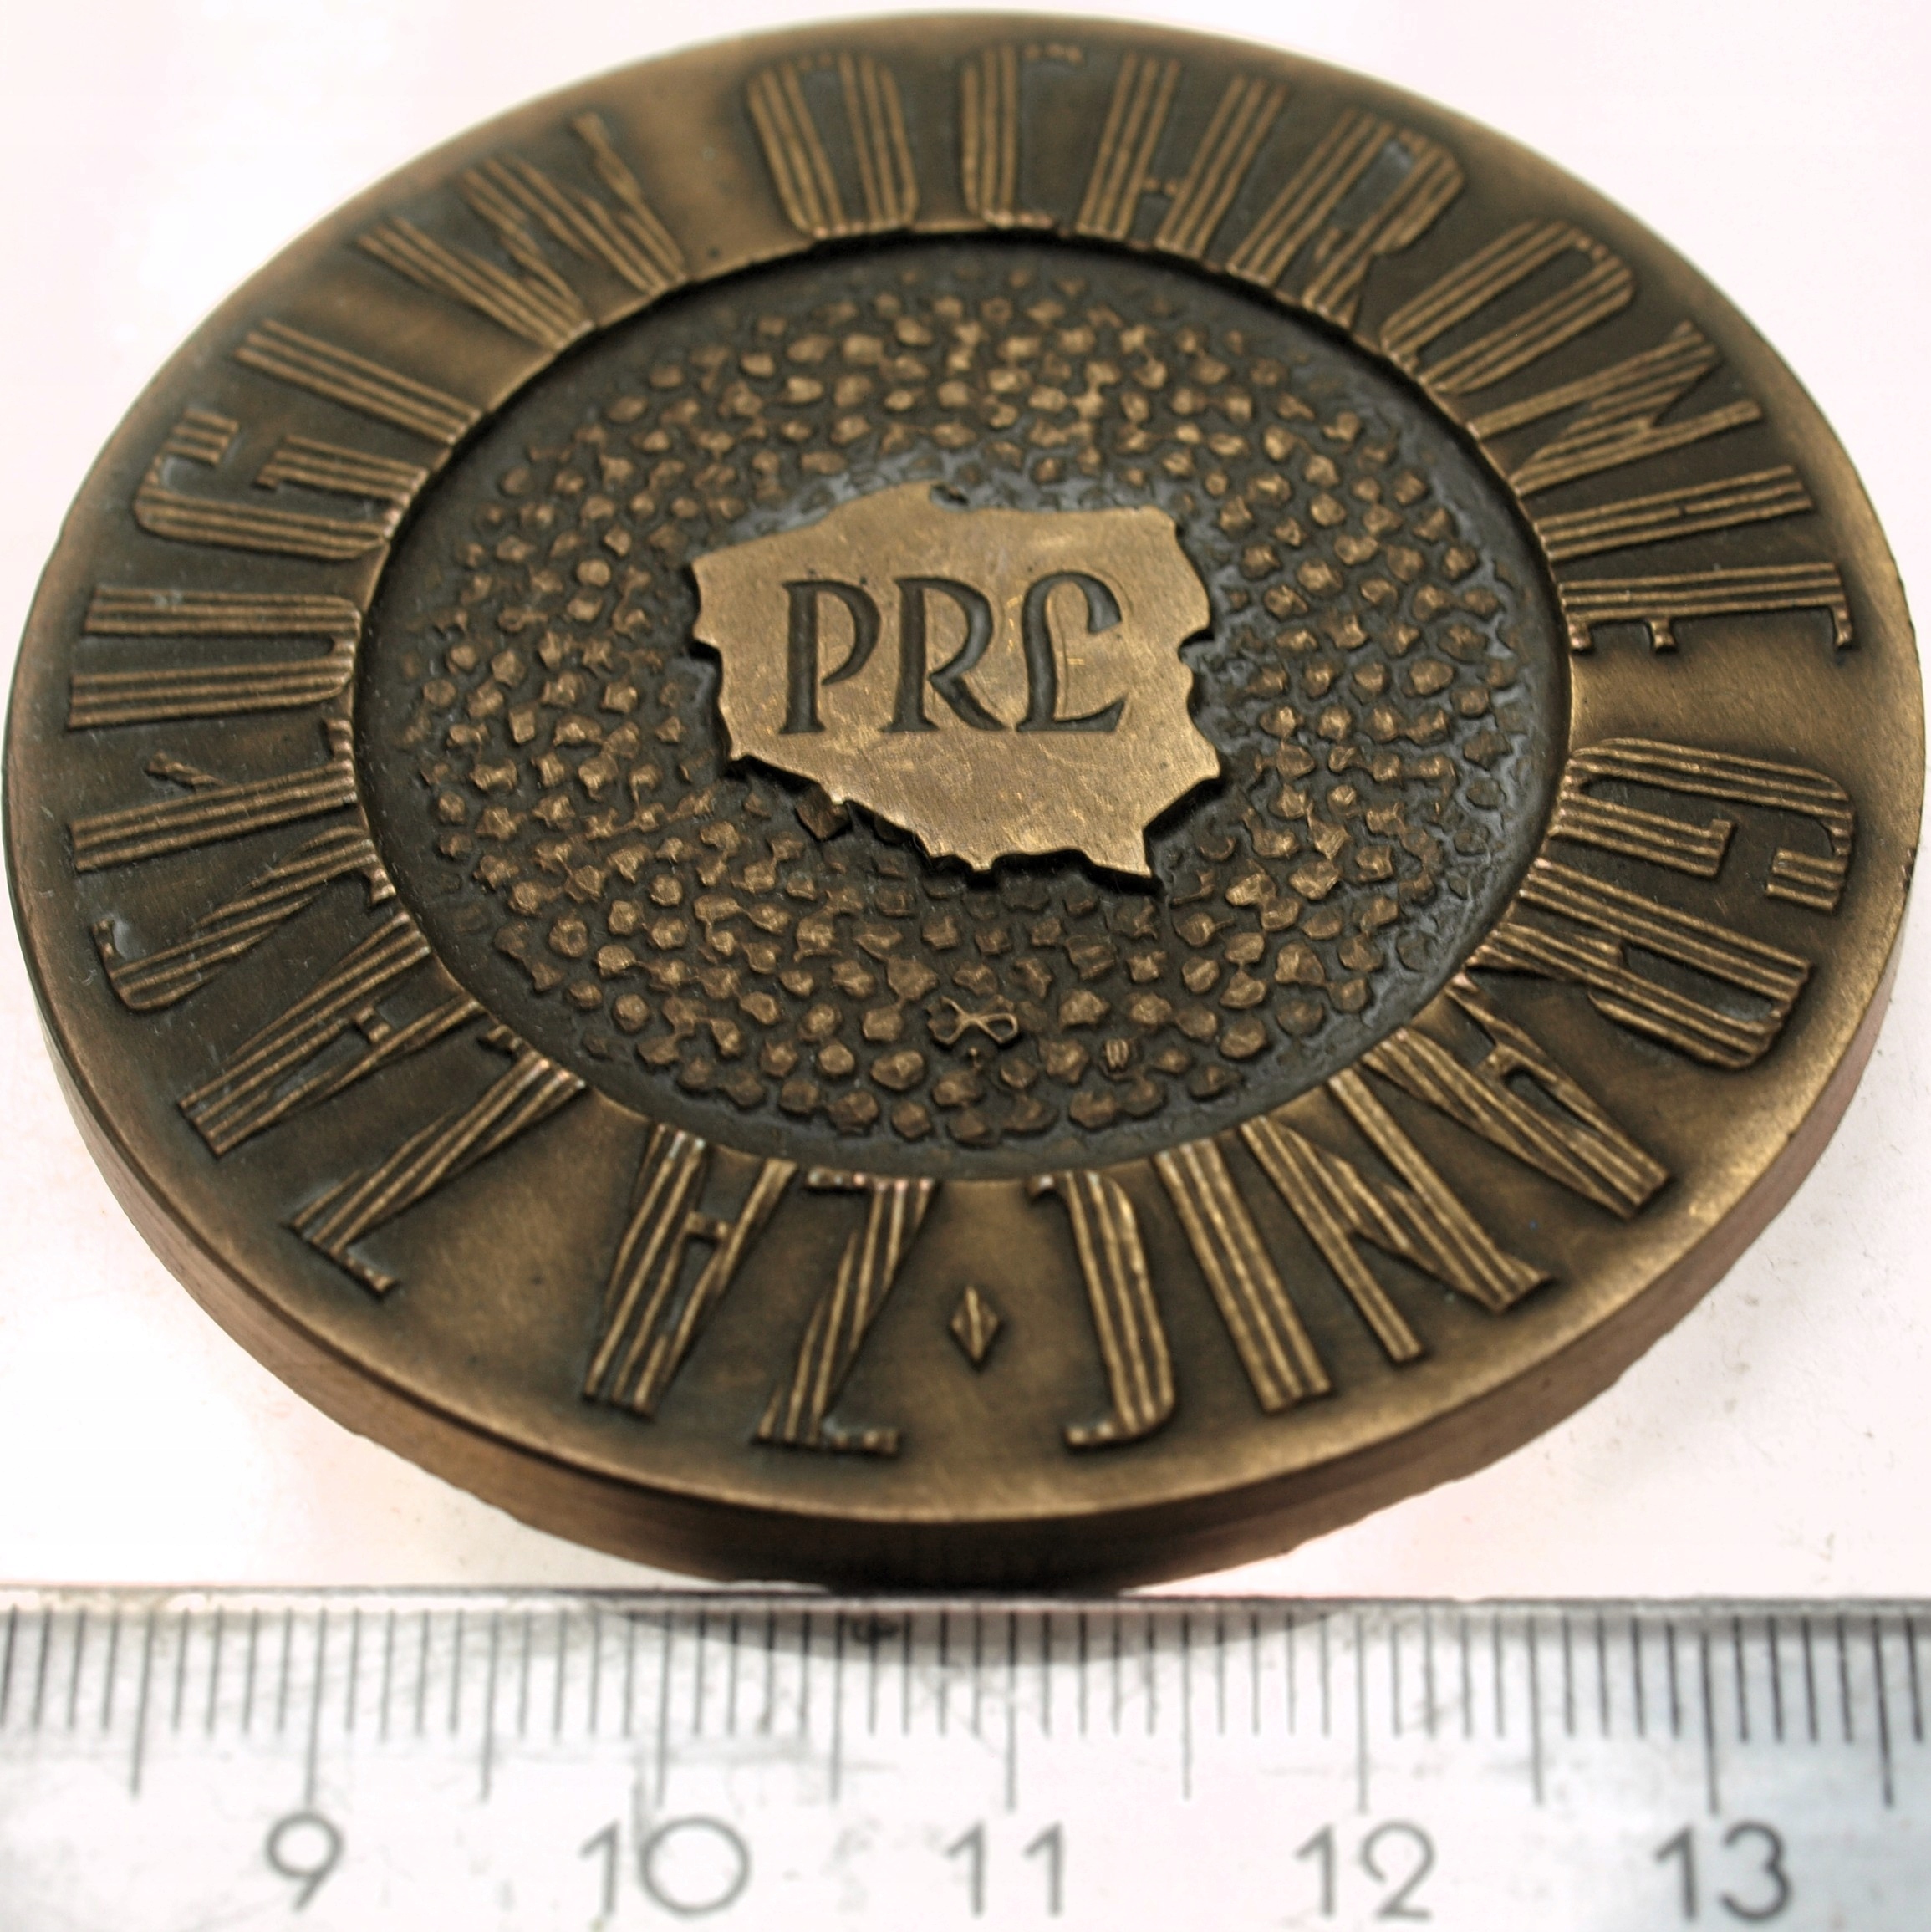 ZA ZASŁUGI W OCHRONIE GRANIC
PRL
9 10 11 12 13